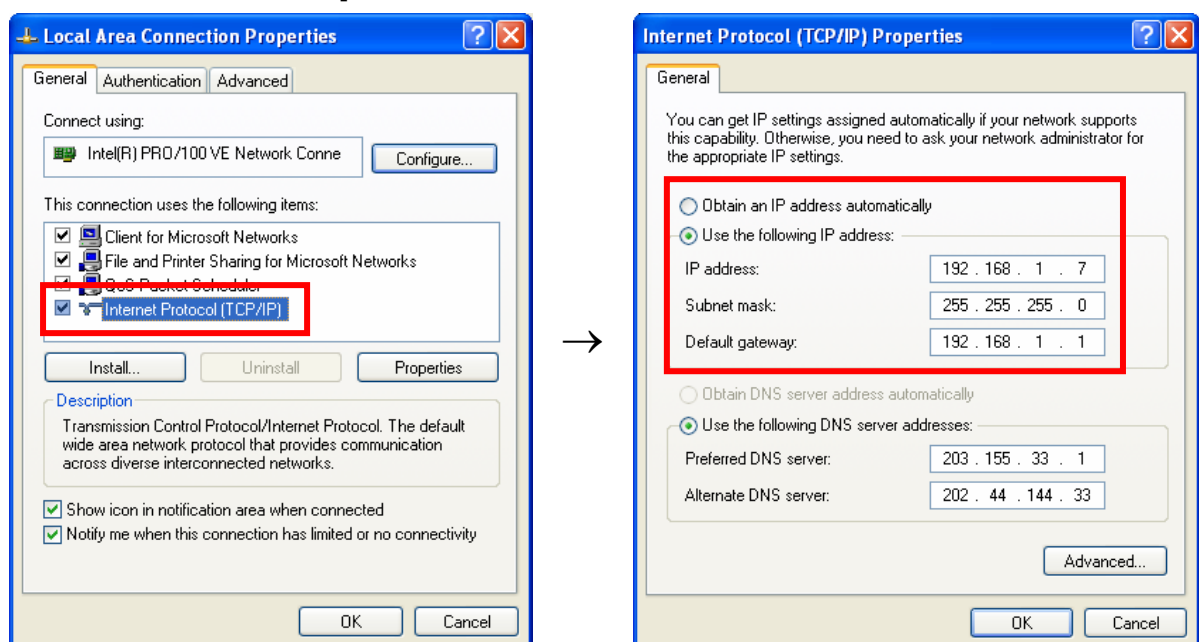 Local Area Connection Properties
General Authentication Advanced
Connect using:
Intel(R) PRO/100 VE Network Conne
Configure...
This connection uses the following items:
Client for Microsoft Networks
File and Printer Sharing for Microsoft Networks
QoS Packet Scheduler
Internet Protocol (TCP/IP)
Install... Uninstall Properties
Description
Transmission Control Protocol/Internet Protocol. The default
wide area network protocol that provides communication
across diverse interconnected networks.
Show icon in notification area when connected
Notify me when this connection has limited or no connectivity
OK Cancel
→
Internet Protocol (TCP/IP) Properties
General
You can get IP settings assigned automatically if your network supports
this capability. Otherwise, you need to ask your network administrator for
the appropriate IP settings.
Obtain an IP address automatically
Use the following IP address:
IP address: 192 . 168 . 1 . 7
Subnet mask: 255 . 255 . 255 . 0
Default gateway: 192 . 168 . 1 . 1
Obtain DNS server address automatically
Use the following DNS server addresses:
Preferred DNS server: 203 . 155 . 33 . 1
Alternate DNS server: 202 . 44 . 144 . 33
Advanced...
OK Cancel